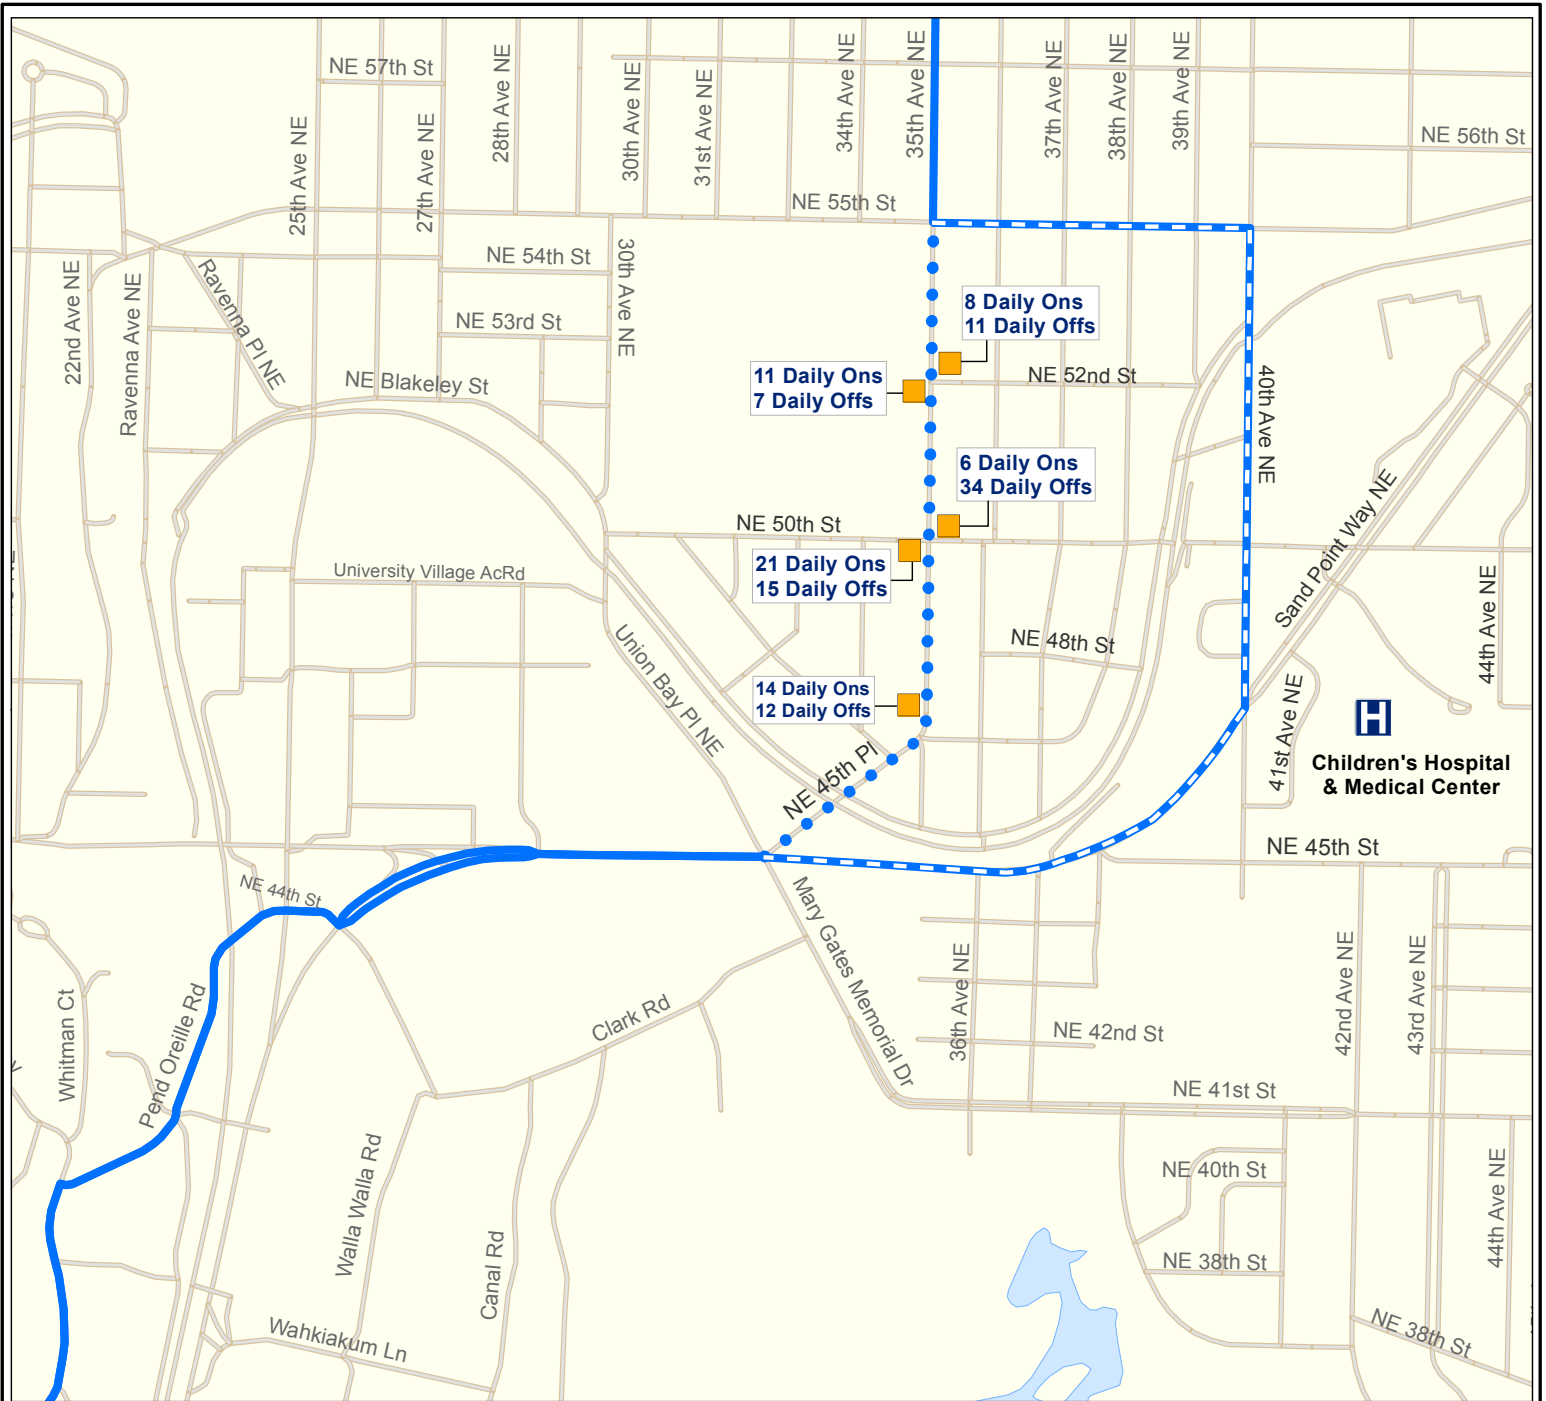 NE 57th St
28th Ave NE
30th Ave NE
31st Ave NE
34th Ave NE
35th Ave NE
37th Ave NE
38th Ave NE
39th Ave NE
NE 56th St
25th Ave NE
27th Ave NE
NE 55th St
22nd Ave NE
Ravenna Ave NE
Ravenna Pl NE
NE 54th St
30th Ave NE
NE 53rd St
NE Blakeley St
8 Daily Ons
11 Daily Offs
11 Daily Ons
7 Daily Offs
NE 52nd St
40th Ave NE
6 Daily Ons
34 Daily Offs
NE 50th St
Sand Point Way NE
21 Daily Ons
15 Daily Offs
University Village AcRd
44th Ave NE
Union Bay Pl NE
NE 48th St
14 Daily Ons
12 Daily Offs
41st Ave NE
H
Children's Hospital
& Medical Center
NE 45th Pl
NE 45th St
NE 44th St
Mary Gates Memorial Dr
36th Ave NE
42nd Ave NE
43rd Ave NE
Whitman Ct
Pend Oreille Rd
Clark Rd
NE 42nd St
NE 41st St
Walla Walla Rd
Canal Rd
NE 40th St
44th Ave NE
NE 38th St
Wahkiakum Ln
NE 38th St